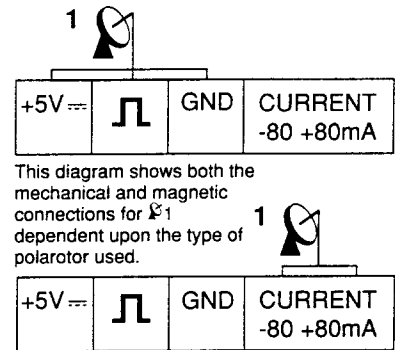 1
+5V GND CURRENT
-80 +80mA
This diagram shows both the
mechanical and magnetic
connections for 1
dependent upon the type of
polarotor used.
1
+5V GND CURRENT
-80 +80mA